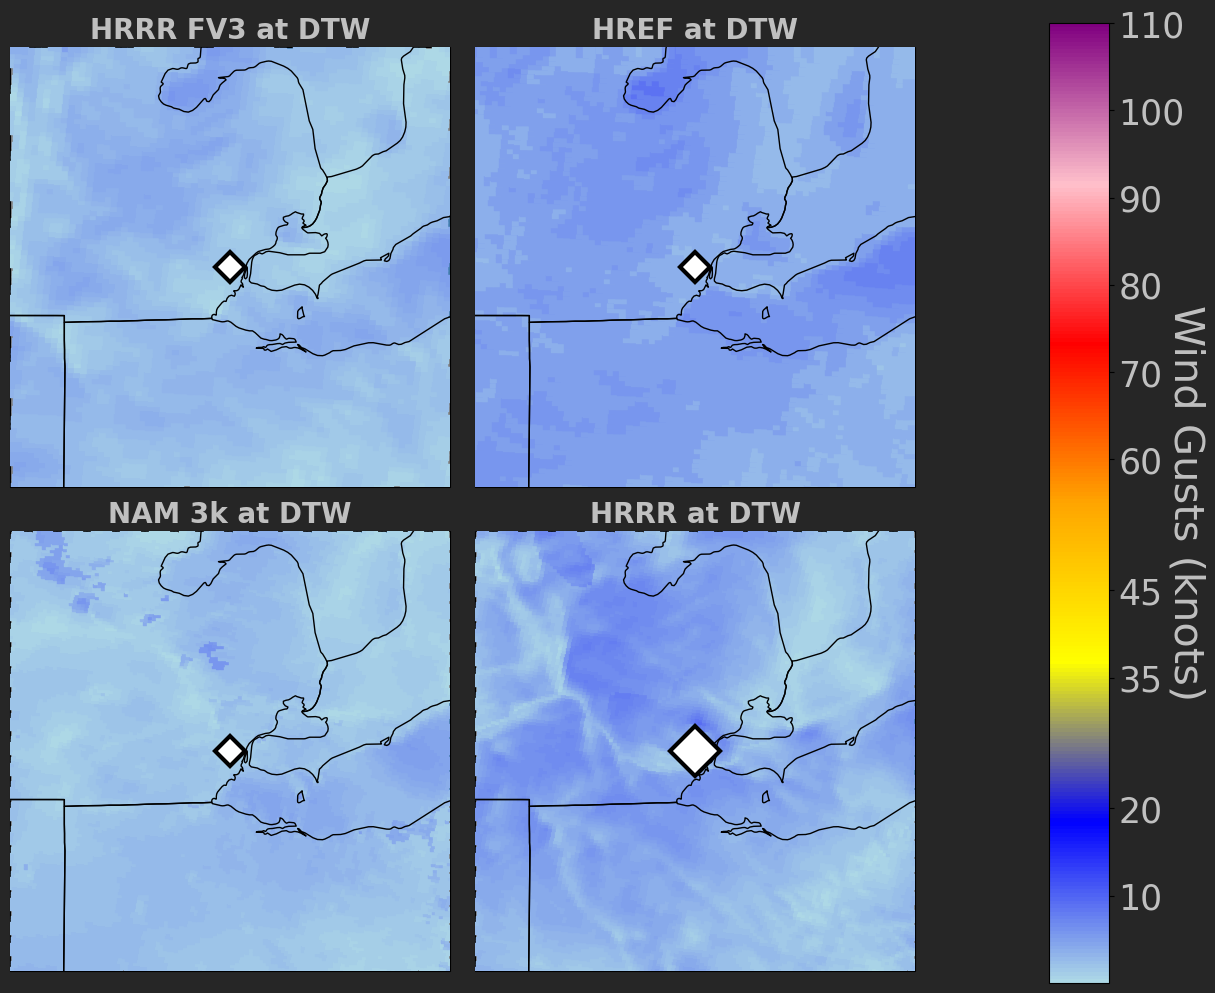 HRRR FV3 at DTW
HREF at DTW
NAM 3k at DTW
HRRR at DTW
110
100
90
80
70
60
45
35
20
10
Wind Gusts (knots)